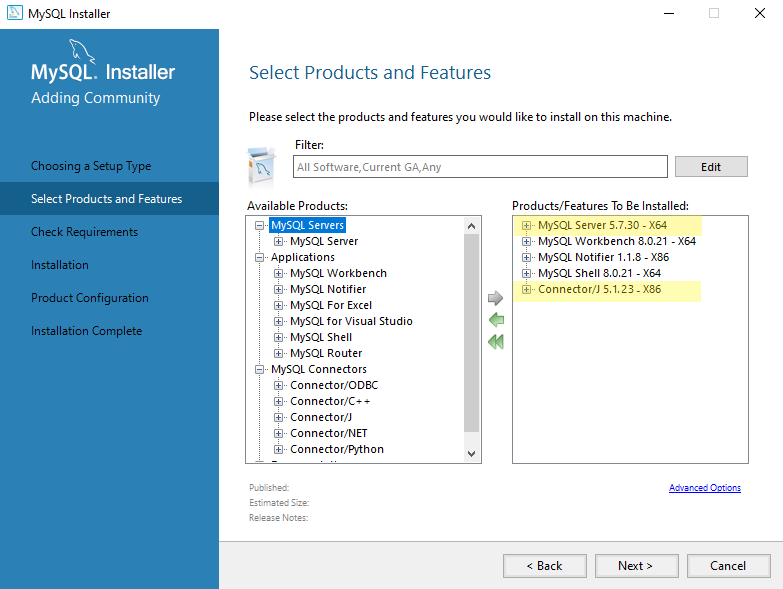 MySQL Installer
MySQL. Installer
Adding Community
Choosing a Setup Type
Select Products and Features
Check Requirements
Installation
Product Configuration
Installation Complete
Select Products and Features
Please select the products and features you would like to install on this machine.
Filter:
All Software,Current GA,Any
Edit
Available Products:
MySQL Servers
MySQL Server
Applications
MySQL Workbench
MySQL Notifier
MySQL For Excel
MySQL for Visual Studio
MySQL Shell
MySQL Router
MySQL Connectors
Connector/ODBC
Connector/C++
Connector/J
Connector/NET
Connector/Python
Products/Features To Be Installed:
MySQL Server 5.7.30 - X64
MySQL Workbench 8.0.21 - X64
MySQL Notifier 1.1.8 - X86
MySQL Shell 8.0.21 - X64
Connector/J 5.1.23 - X86
Published:
Estimated Size:
Release Notes:
Advanced Options
< Back
Next >
Cancel